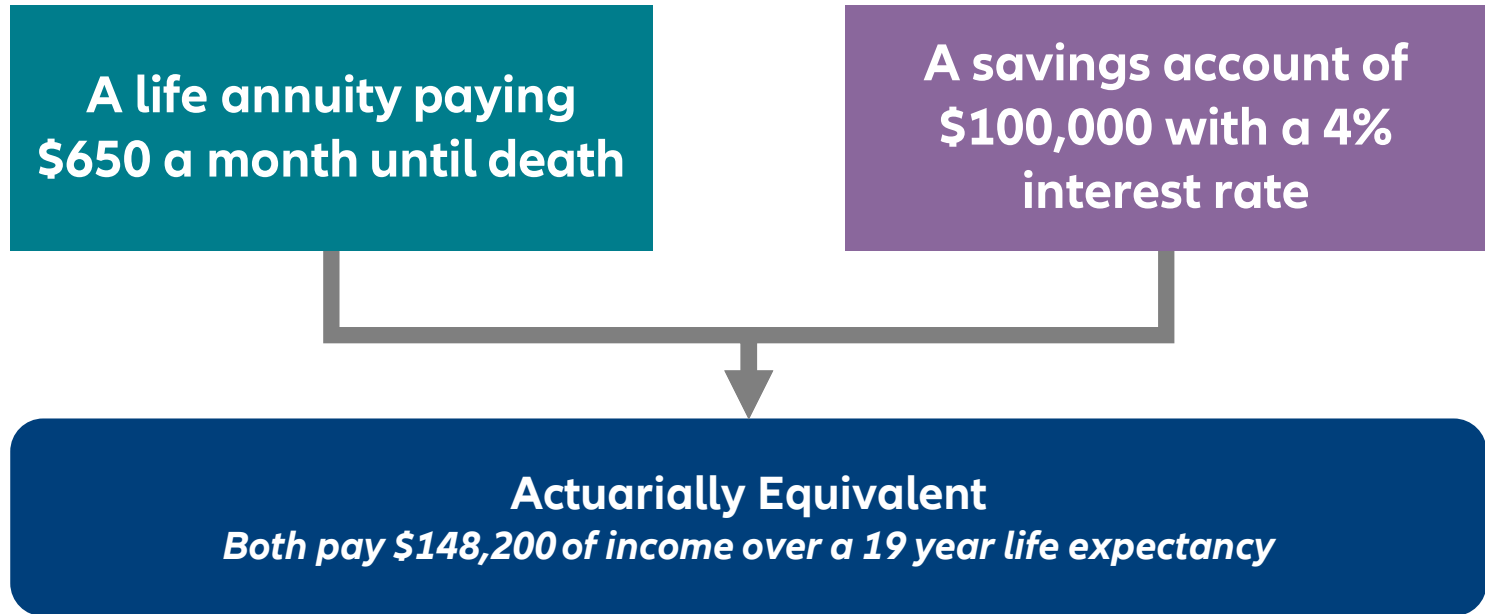 A life annuity paying
$650 a month until death
A savings account of
$100,000 with a 4%
interest rate
Actuarially Equivalent
Both pay $148,200 of income over a 19 year life expectancy